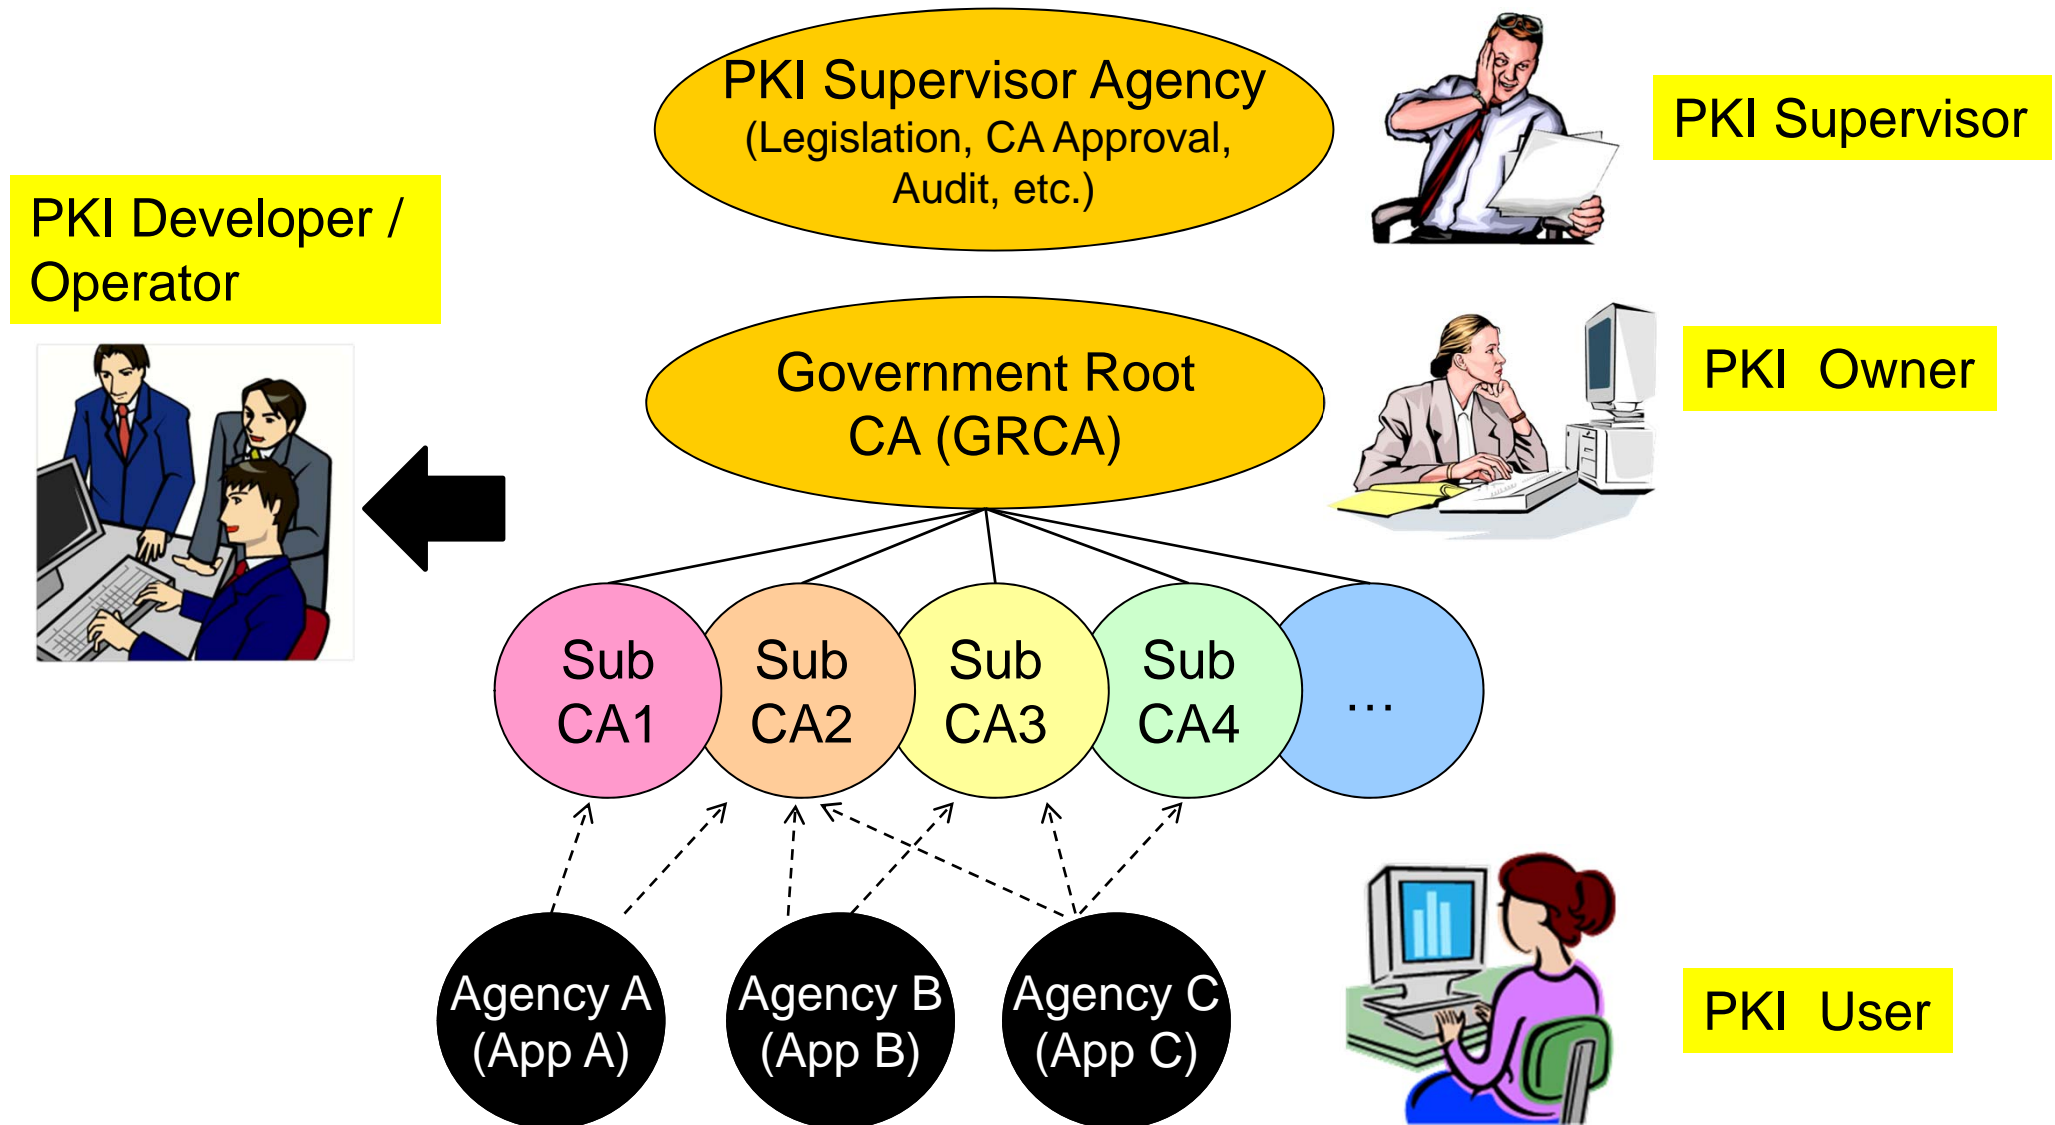 PKI Supervisor Agency
(Legislation, CA Approval,
Audit, etc.)
PKI Supervisor
PKI Developer /
Operator
Government Root
CA (GRCA)
PKI Owner
Sub
CA1
Sub
CA2
Sub
CA3
Sub
CA4
...
Agency A
(App A)
Agency B
(App B)
Agency C
(App C)
PKI User